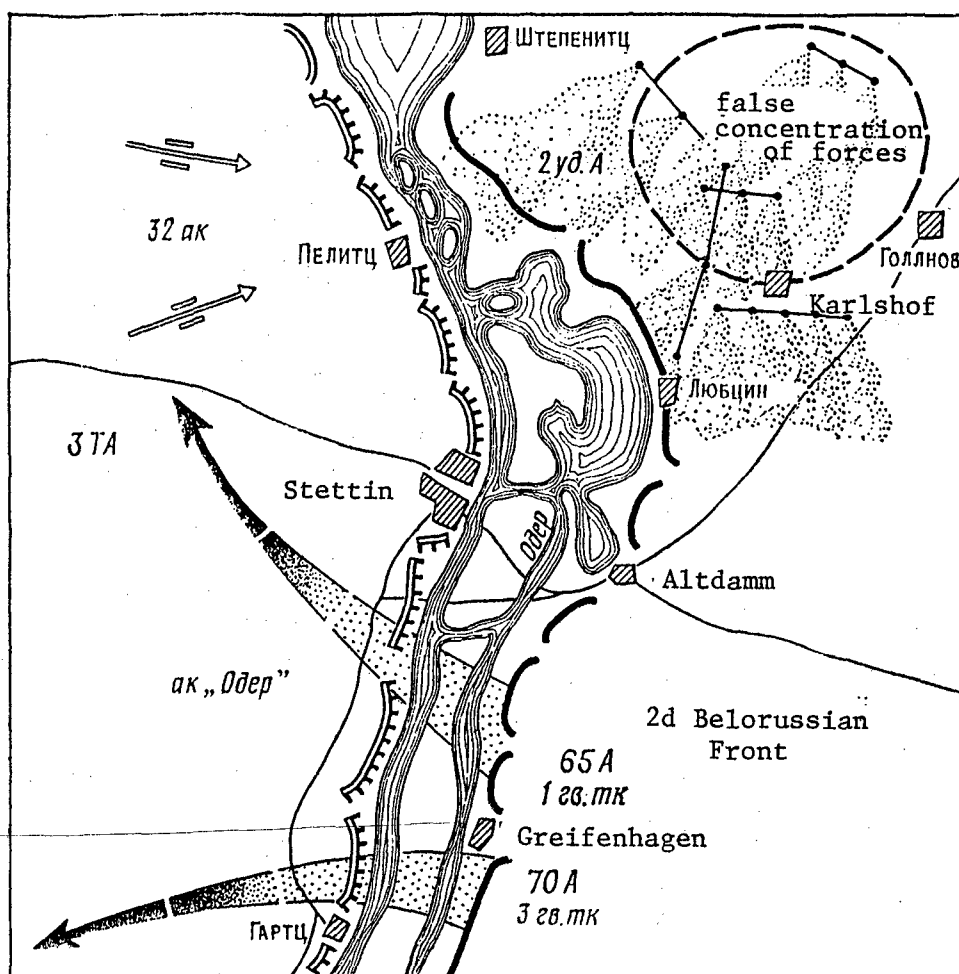 ШТЕПЕНИТЦ
false
concentration
of forces
2 уд. А
32 ак
ПЕЛИТЦ
ГОЛЛНОВ
Karlshof
ЛЮБЦИН
3 ТА
Stettin
Одер
Altdamm
ак „Одер”
2d Belorussian
Front
65 А
1 гв. тк
Greifenhagen
70 А
3 гв. тк
ГАРТЦ